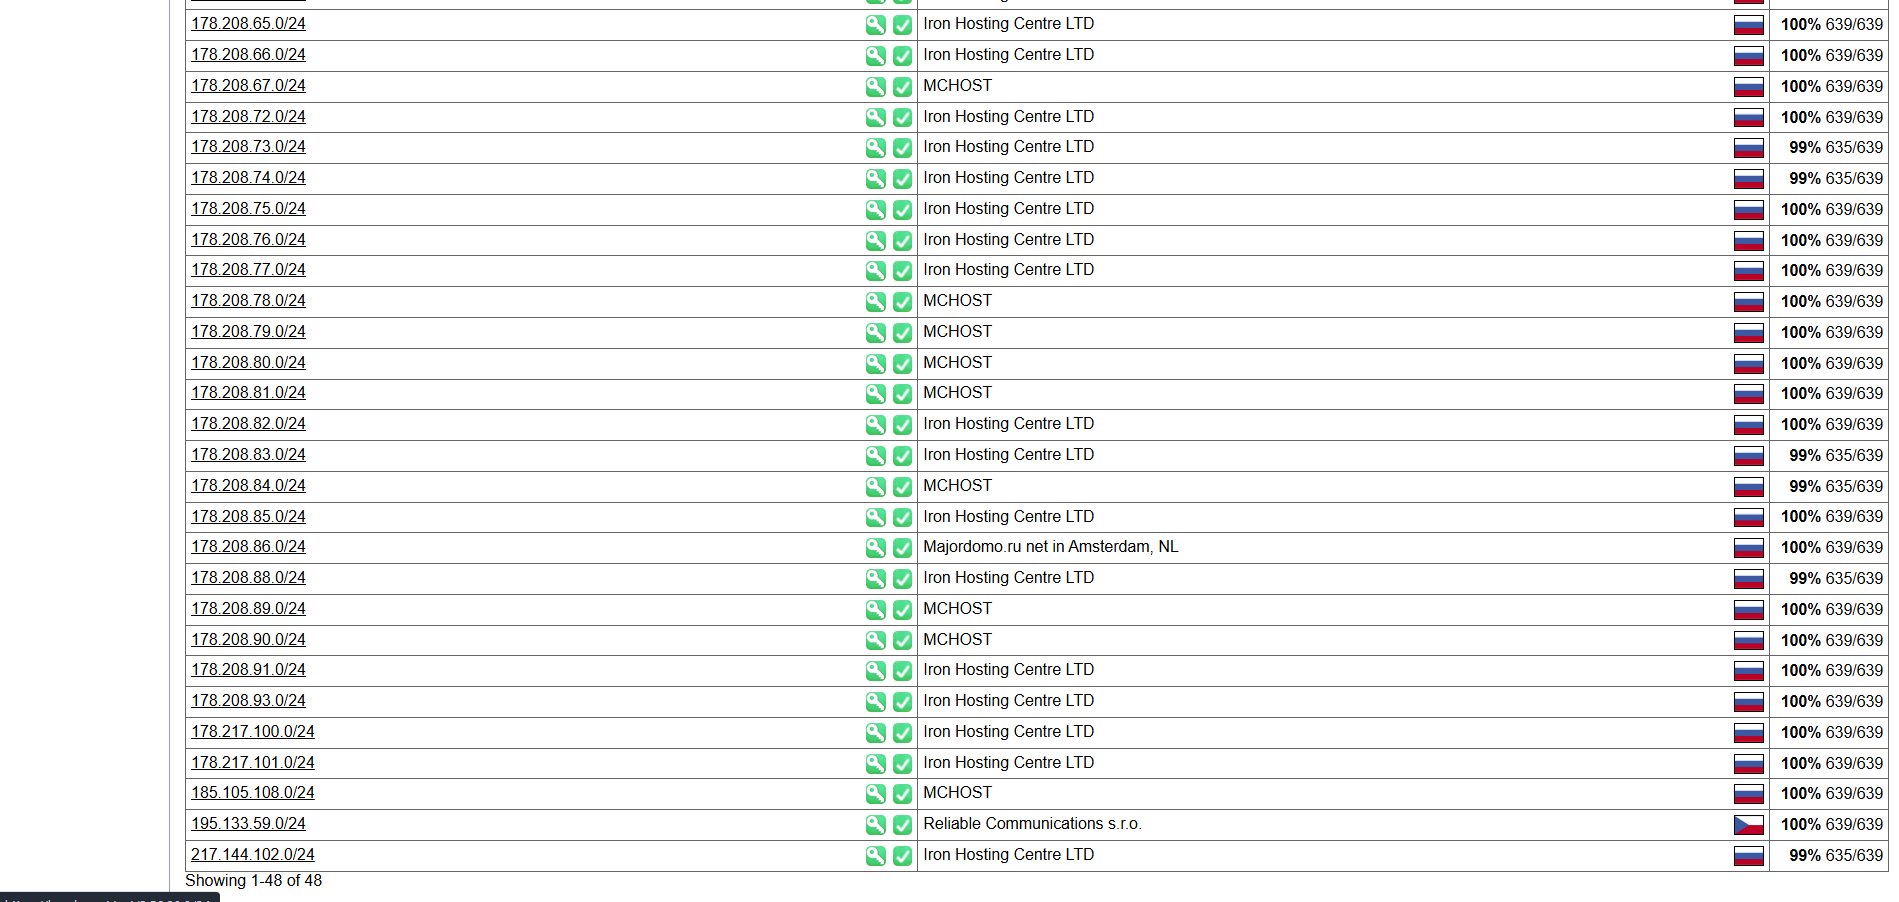 178.208.65.0/24 Iron Hosting Centre LTD 100% 639/639
178.208.66.0/24 Iron Hosting Centre LTD 100% 639/639
178.208.67.0/24 MCHOST 100% 639/639
178.208.72.0/24 Iron Hosting Centre LTD 100% 639/639
178.208.73.0/24 Iron Hosting Centre LTD 99% 635/639
178.208.74.0/24 Iron Hosting Centre LTD 99% 635/639
178.208.75.0/24 Iron Hosting Centre LTD 100% 639/639
178.208.76.0/24 Iron Hosting Centre LTD 100% 639/639
178.208.77.0/24 Iron Hosting Centre LTD 100% 639/639
178.208.78.0/24 MCHOST 100% 639/639
178.208.79.0/24 MCHOST 100% 639/639
178.208.80.0/24 MCHOST 100% 639/639
178.208.81.0/24 MCHOST 100% 639/639
178.208.82.0/24 Iron Hosting Centre LTD 100% 639/639
178.208.83.0/24 Iron Hosting Centre LTD 99% 635/639
178.208.84.0/24 MCHOST 99% 635/639
178.208.85.0/24 Iron Hosting Centre LTD 100% 639/639
178.208.86.0/24 Majordomo.ru net in Amsterdam, NL 100% 639/639
178.208.88.0/24 Iron Hosting Centre LTD 99% 635/639
178.208.89.0/24 MCHOST 100% 639/639
178.208.90.0/24 MCHOST 100% 639/639
178.208.91.0/24 Iron Hosting Centre LTD 100% 639/639
178.208.93.0/24 Iron Hosting Centre LTD 100% 639/639
178.217.100.0/24 Iron Hosting Centre LTD 100% 639/639
178.217.101.0/24 Iron Hosting Centre LTD 100% 639/639
185.105.108.0/24 MCHOST 100% 639/639
195.133.59.0/24 Reliable Communications s.r.o. 100% 639/639
217.144.102.0/24 Iron Hosting Centre LTD 99% 635/639
Showing 1-48 of 48